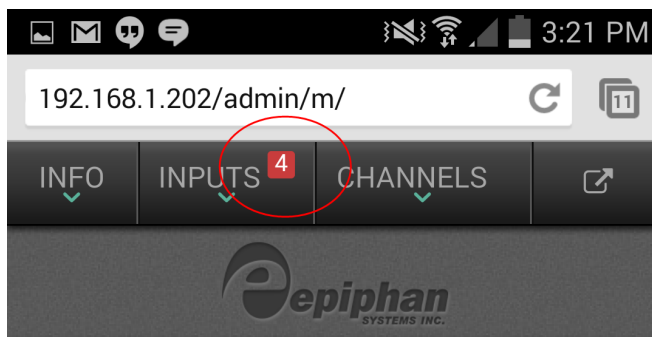 3:21 PM
192.168.1.202/admin/m/
11
INFO
INPUTS
4
CHANNELS
epiphan
SYSTEMS INC.